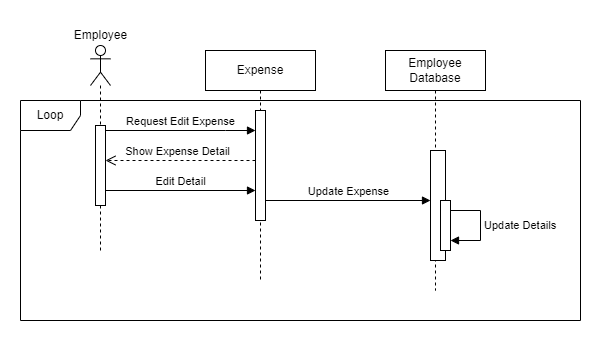 Employee
Expense
Employee
Database
Loop
Request Edit Expense
Show Expense Detail
Edit Detail
Update Expense
Update Details